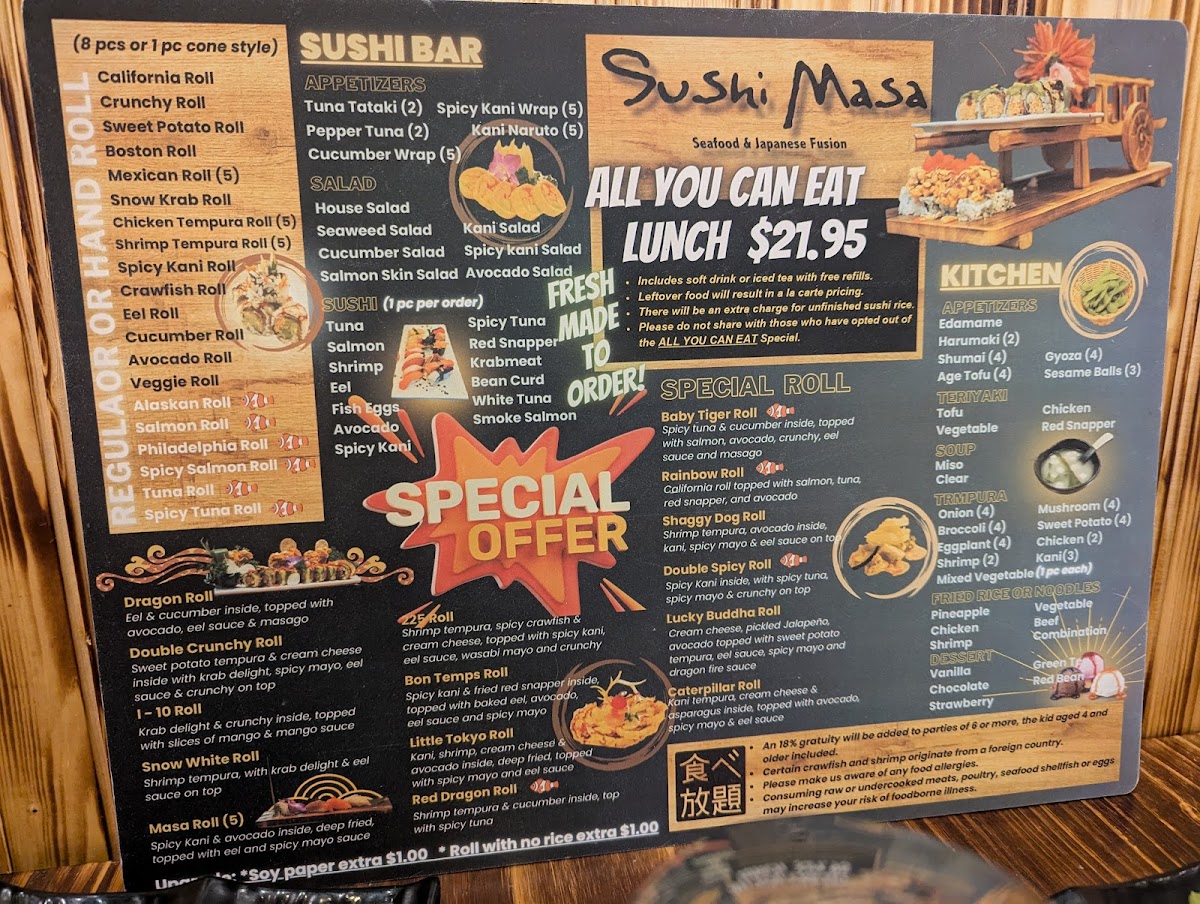 (8 pcs or 1 pc cone style)
REGULAOR OR HAND ROLL
California Roll
Crunchy Roll
Sweet Potato Roll
Boston Roll
Mexican Roll (5)
Snow Krab Roll
Chicken Tempura Roll (5)
Shrimp Tempura Roll (5)
Spicy Kani Roll
Crawfish Roll
Eel Roll
Cucumber Roll
Avocado Roll
Veggie Roll
Alaskan Roll
Salmon Roll
Philadelphia Roll
Spicy Salmon Roll
Tuna Roll
Spicy Tuna Roll
SUSHI BAR
APPETIZERS
Tuna Tataki (2)
Pepper Tuna (2)
Cucumber Wrap (5)
Spicy Kani Wrap (5)
Kani Naruto (5)
SALAD
House Salad
Seaweed Salad
Cucumber Salad
Salmon Skin Salad
Kani Salad
Spicy kani Salad
Avocado Salad
SUSHI (1 pc per order)
Tuna
Salmon
Shrimp
Eel
Fish Eggs
Avocado
Spicy Kani
Spicy Tuna
Red Snapper
Krabmeat
Bean Curd
White Tuna
Smoke Salmon
FRESH
MADE
TO
ORDER!
Sushi Masa
Seafood & Japanese Fusion
ALL YOU CAN EAT
LUNCH $21.95
• Includes soft drink or iced tea with free refills.
• Leftover food will result in a la carte pricing.
• There will be an extra charge for unfinished sushi rice.
• Please do not share with those who have opted out of
the ALL YOU CAN EAT Special.
SPECIAL
OFFER
Dragon Roll
Eel & cucumber inside, topped with
avocado, eel sauce & masago
Double Crunchy Roll
Sweet potato tempura & cream cheese
inside with krab delight, spicy mayo, eel
sauce & crunchy on top
I - 10 Roll
Krab delight & crunchy inside, topped
with slices of mango & mango sauce
Snow White Roll
Shrimp tempura, with krab delight & eel
sauce on top
Masa Roll (5)
Spicy Kani & avocado inside, deep fried,
topped with eel and spicy mayo sauce
225 Roll
Shrimp tempura, spicy crawfish &
cream cheese, topped with spicy kani,
eel sauce, wasabi mayo and crunchy
Bon Temps Roll
Spicy kani & fried red snapper inside,
topped with baked eel, avocado,
eel sauce and spicy mayo
Little Tokyo Roll
Kani, shrimp, cream cheese &
avocado inside, deep fried, topped
with spicy mayo and eel sauce
Red Dragon Roll
Shrimp tempura & cucumber inside, top
with spicy tuna
SPECIAL ROLL
Baby Tiger Roll
Spicy tuna & cucumber inside, topped
with salmon, avocado, crunchy, eel
sauce and masago
Rainbow Roll
California roll topped with salmon, tuna,
red snapper, and avocado
Shaggy Dog Roll
Shrimp tempura, avocado inside,
kani, spicy mayo & eel sauce on top
Double Spicy Roll
Spicy Kani inside, with spicy tuna,
spicy mayo & crunchy on top
Lucky Buddha Roll
Cream cheese, pickled Jalapeño,
avocado topped with sweet potato
tempura, eel sauce, spicy mayo and
dragon fire sauce
Caterpillar Roll
Kani tempura, cream cheese &
asparagus inside, topped with avocado,
spicy mayo & eel sauce
KITCHEN
APPETIZERS
Edamame
Harumaki (2)
Shumai (4)
Age Tofu (4)
Gyoza (4)
Sesame Balls (3)
TERIYAKI
Tofu
Vegetable
Chicken
Red Snapper
SOUP
Miso
Clear
TRMPURA
Onion (4)
Broccoli (4)
Eggplant (4)
Shrimp (2)
Mixed Vegetable (1 pc each)
Mushroom (4)
Sweet Potato (4)
Chicken (2)
Kani(3)
FRIED RICE OR NOODLES
Pineapple
Chicken
Shrimp
Vegetable
Beef
Combination
DESSERT
Vanilla
Chocolate
Strawberry
Green Tea
Red Bean
食べ
放題
• An 18% gratuity will be added to parties of 6 or more, the kid aged 4 and
older included.
• Certain crawfish and shrimp originate from a foreign country.
• Please make us aware of any food allergies.
• Consuming raw or undercooked meats, poultry, seafood shellfish or eggs
may increase your risk of foodborne illness.
*Soy paper extra $1.00 * Roll with no rice extra $1.00